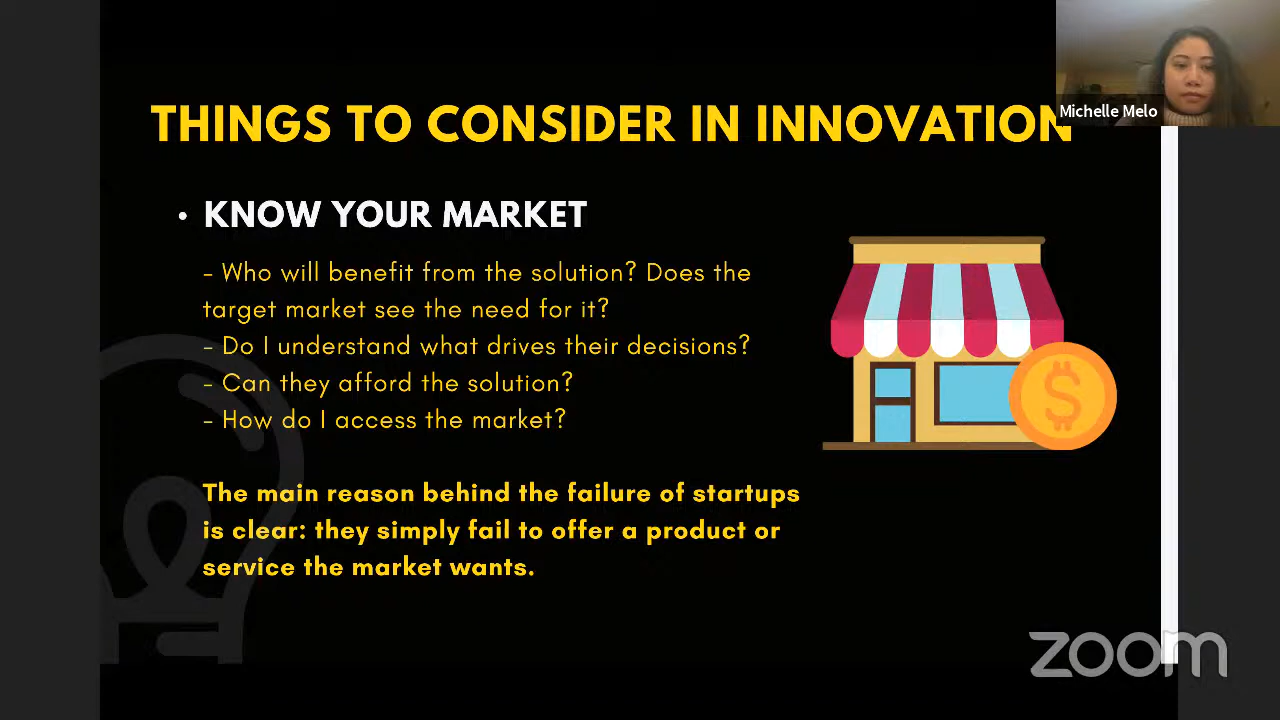 THINGS TO CONSIDER IN INNOVATION
Michelle Melo
• KNOW YOUR MARKET
- Who will benefit from the solution? Does the
target market see the need for it?
- Do I understand what drives their decisions?
- Can they afford the solution?
- How do I access the market?
$
The main reason behind the failure of startups
is clear: they simply fail to offer a product or
service the market wants.
zoom